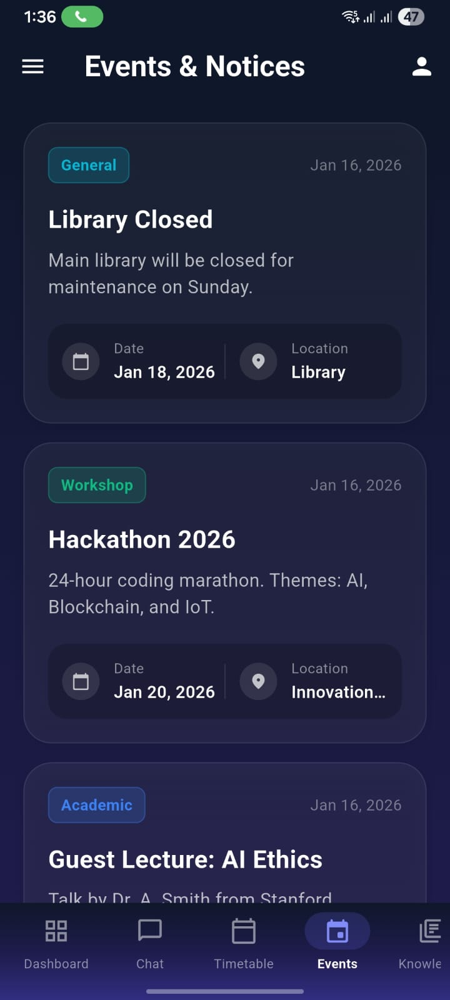 1:36
47
Events & Notices
General
Jan 16, 2026
Library Closed
Main library will be closed for
maintenance on Sunday.
Date
Location
Jan 18, 2026
Library
Workshop
Jan 16, 2026
Hackathon 2026
24-hour coding marathon. Themes: AI,
Blockchain, and IoT.
Date
Location
Jan 20, 2026
Innovation...
Academic
Jan 16, 2026
Guest Lecture: AI Ethics
Talk by Dr. A. Smith from Stanford
Dashboard
Chat
Timetable
Events
Knowle